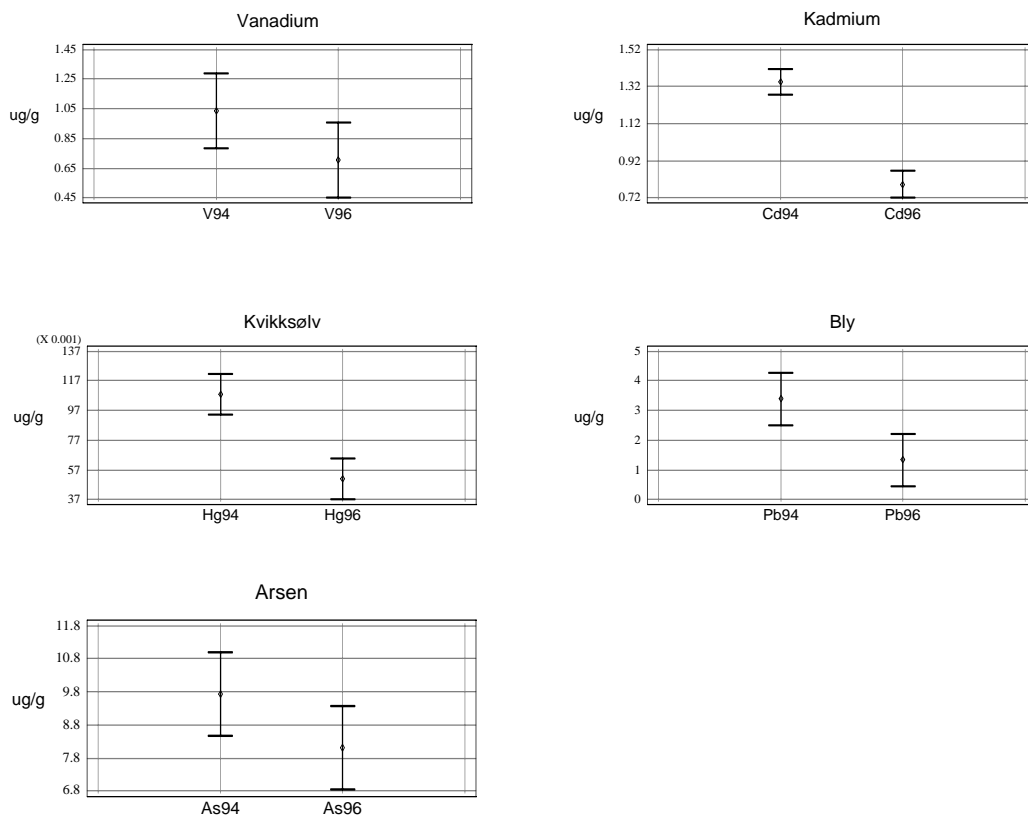 Vanadium
1.45
1.25
1.05
ug/g
0.85
0.65
0.45
V94 V96
Kadmium
1.52
1.32
ug/g
1.12
0.92
0.72
Cd94 Cd96
Kvikksølv
(X 0.001)
137
117
97
ug/g
77
57
37
Hg94 Hg96
Bly
5
4
3
ug/g
2
1
0
Pb94 Pb96
Arsen
11.8
10.8
9.8
ug/g
8.8
7.8
6.8
As94 As96